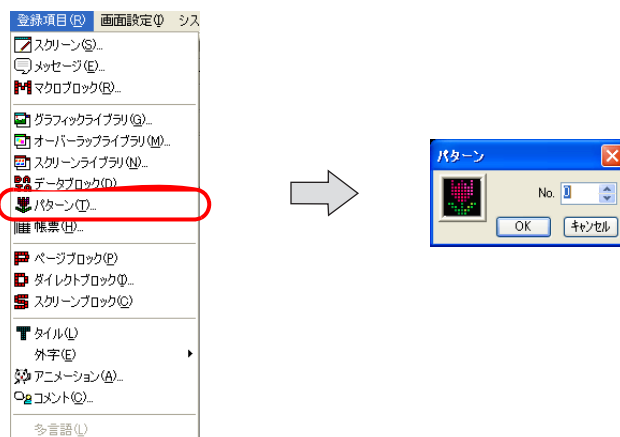 登録項目(R) 画面設定(I) シス
スクリーン(S)...
メッセージ(E)...
マクロブロック(R)...
グラフィックライブラリ(G)...
オーバーラップライブラリ(M)...
スクリーンライブラリ(N)...
データブロック(D)
パターン(T)...
帳票(H)...
ページブロック(P)
ダイレクトブロック(I)...
スクリーンブロック(C)
タイル(L)
外字(E)
アニメーション(A)...
コメント(C)...
多言語(L)
パターン
No. 0
OK キャンセル